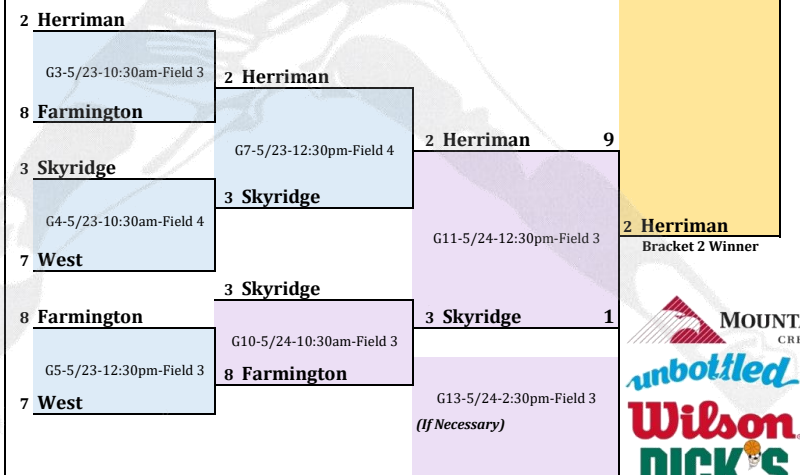 2 Herriman
G3-5/23-10:30am-Field 3
8 Farmington
3 Skyridge
G4-5/23-10:30am-Field 4
7 West
8 Farmington
G5-5/23-12:30pm-Field 3
7 West
2 Herriman
G7-5/23-12:30pm-Field 4
3 Skyridge
3 Skyridge
G10-5/24-10:30am-Field 3
8 Farmington
2 Herriman 9
G11-5/24-12:30pm-Field 3
3 Skyridge 1
G13-5/24-2:30pm-Field 3
(If Necessary)
2 Herriman
Bracket 2 Winner
unbottled
Wilson
DICK'S